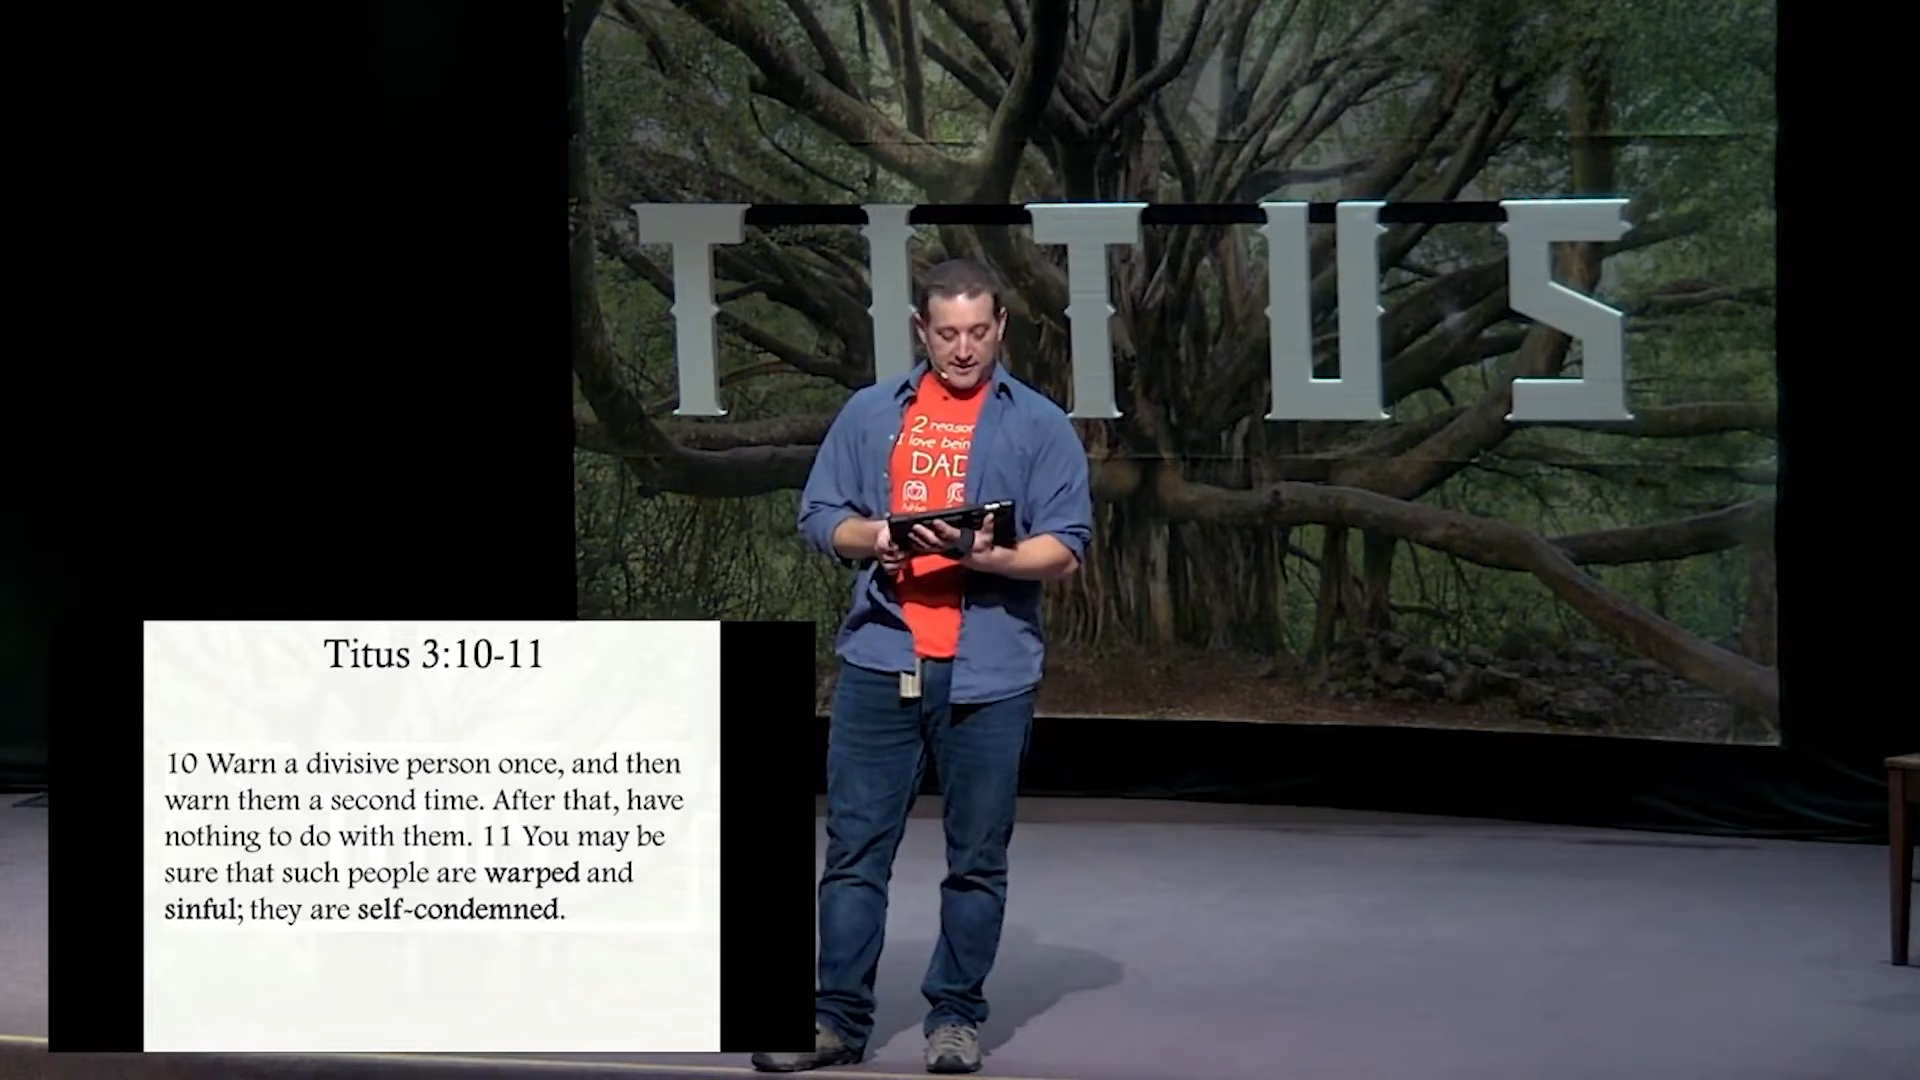 TITUS
2 reason
I love bein
DAD
Titus 3:10-11
10 Warn a divisive person once, and then
warn them a second time. After that, have
nothing to do with them. 11 You may be
sure that such people are warped and
sinful; they are self-condemned.